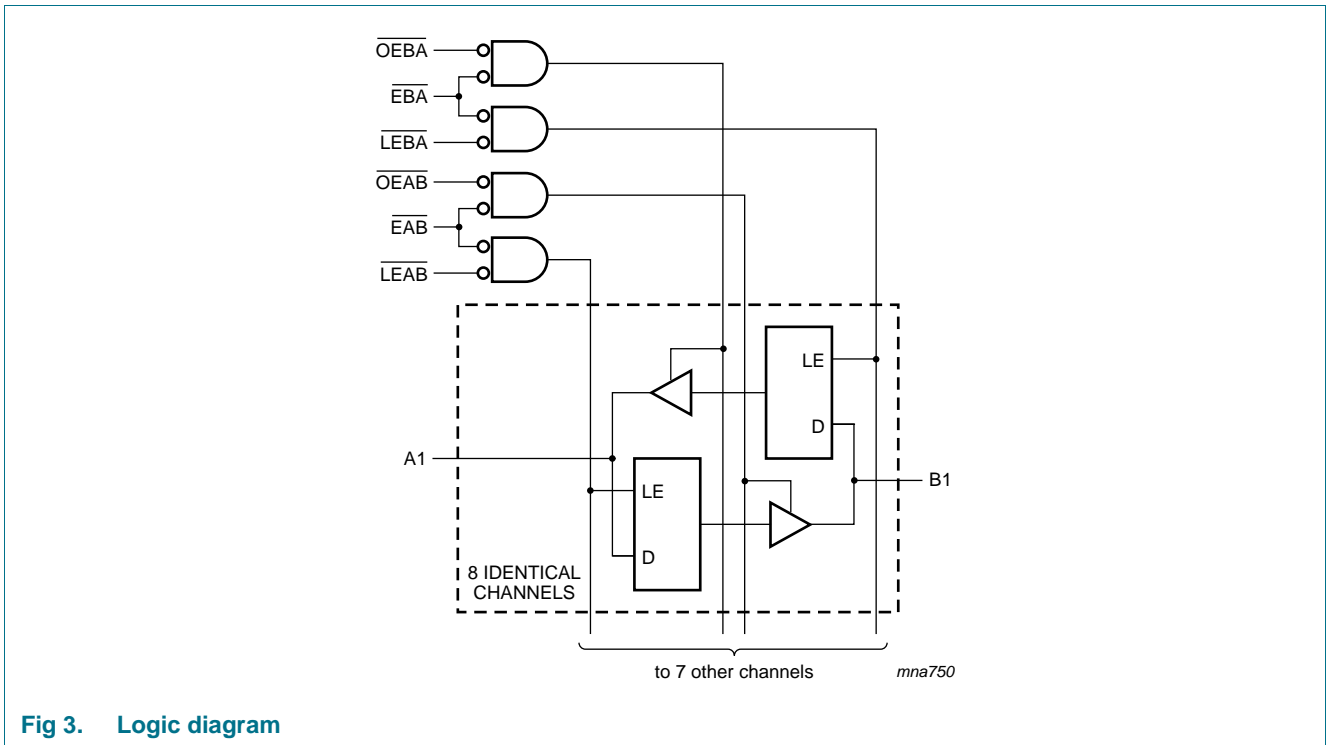 OEBA
EBA
LEBA
OEAB
EAB
LEAB
LE
D
A1
LE
B1
D
8 IDENTICAL
CHANNELS
to 7 other channels
mna750
Fig 3. Logic diagram